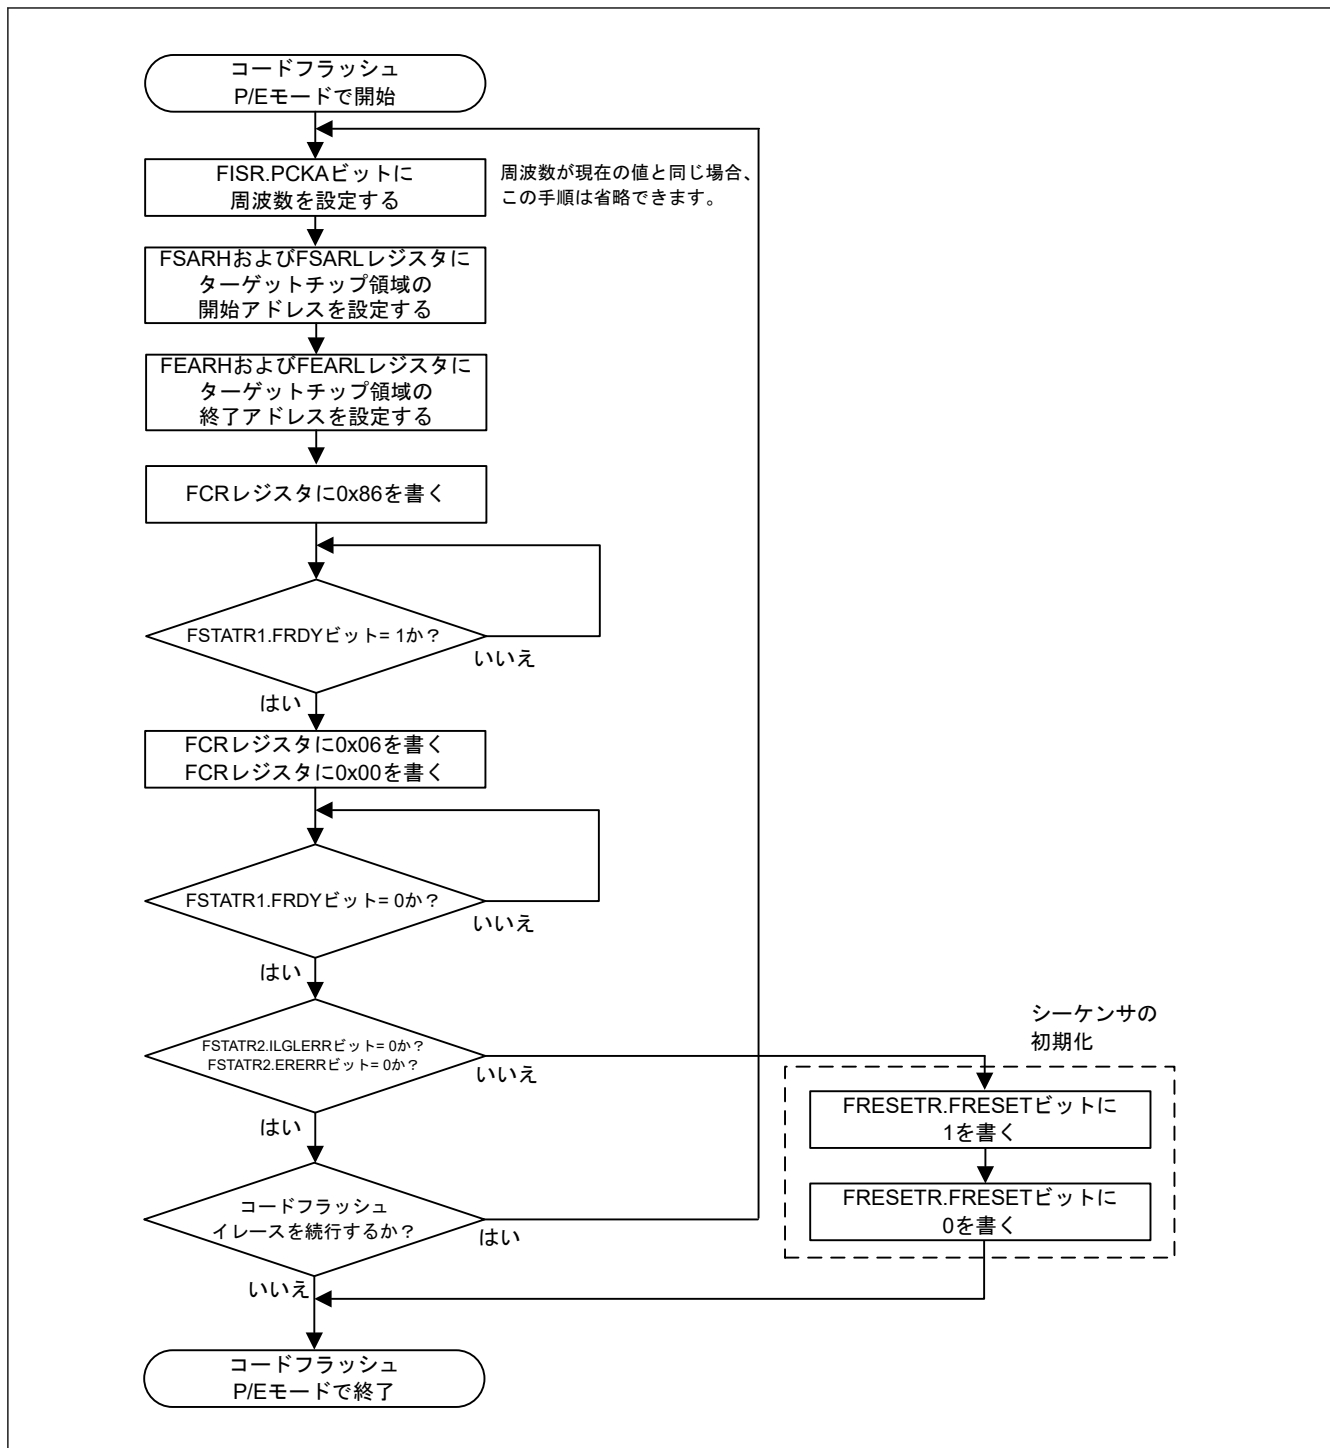 コードフラッシュ
P/Eモードで開始
FISR.PCKAビットに
周波数を設定する
周波数が現在の値と同じ場合、
この手順は省略できます。
FSARHおよびFSARLレジスタに
ターゲットチップ領域の
開始アドレスを設定する
FEARHおよびFEARLレジスタに
ターゲットチップ領域の
終了アドレスを設定する
FCRレジスタに0x86を書く
FSTATR1.FRDYビット= 1か？
いいえ
はい
FCRレジスタに0x06を書く
FCRレジスタに0x00を書く
FSTATR1.FRDYビット= 0か？
いいえ
はい
FSTATR2.ILGLERRビット= 0か？
FSTATR2.ERERRビット= 0か？
いいえ
はい
シーケンサの
初期化
FRESETR.FRESETビットに
1を書く
FRESETR.FRESETビットに
0を書く
コードフラッシュ
イレースを続行するか？
はい
いいえ
コードフラッシュ
P/Eモードで終了